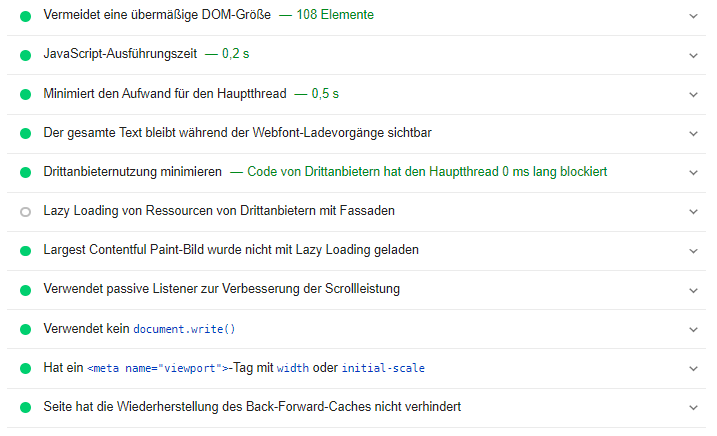 Vermeidet eine übermäßige DOM-Größe — 108 Elemente
JavaScript-Ausführungszeit — 0,2 s
Minimiert den Aufwand für den Hauptthread — 0,5 s
Der gesamte Text bleibt während der Webfont-Ladevorgänge sichtbar
Drittanbieternutzung minimieren — Code von Drittanbietern hat den Hauptthread 0 ms lang blockiert
Lazy Loading von Ressourcen von Drittanbietern mit Fassaden
Largest Contentful Paint-Bild wurde nicht mit Lazy Loading geladen
Verwendet passive Listener zur Verbesserung der Scrollleistung
Verwendet kein document.write()
Hat ein <meta name="viewport">-Tag mit width oder initial-scale
Seite hat die Wiederherstellung des Back-Forward-Caches nicht verhindert